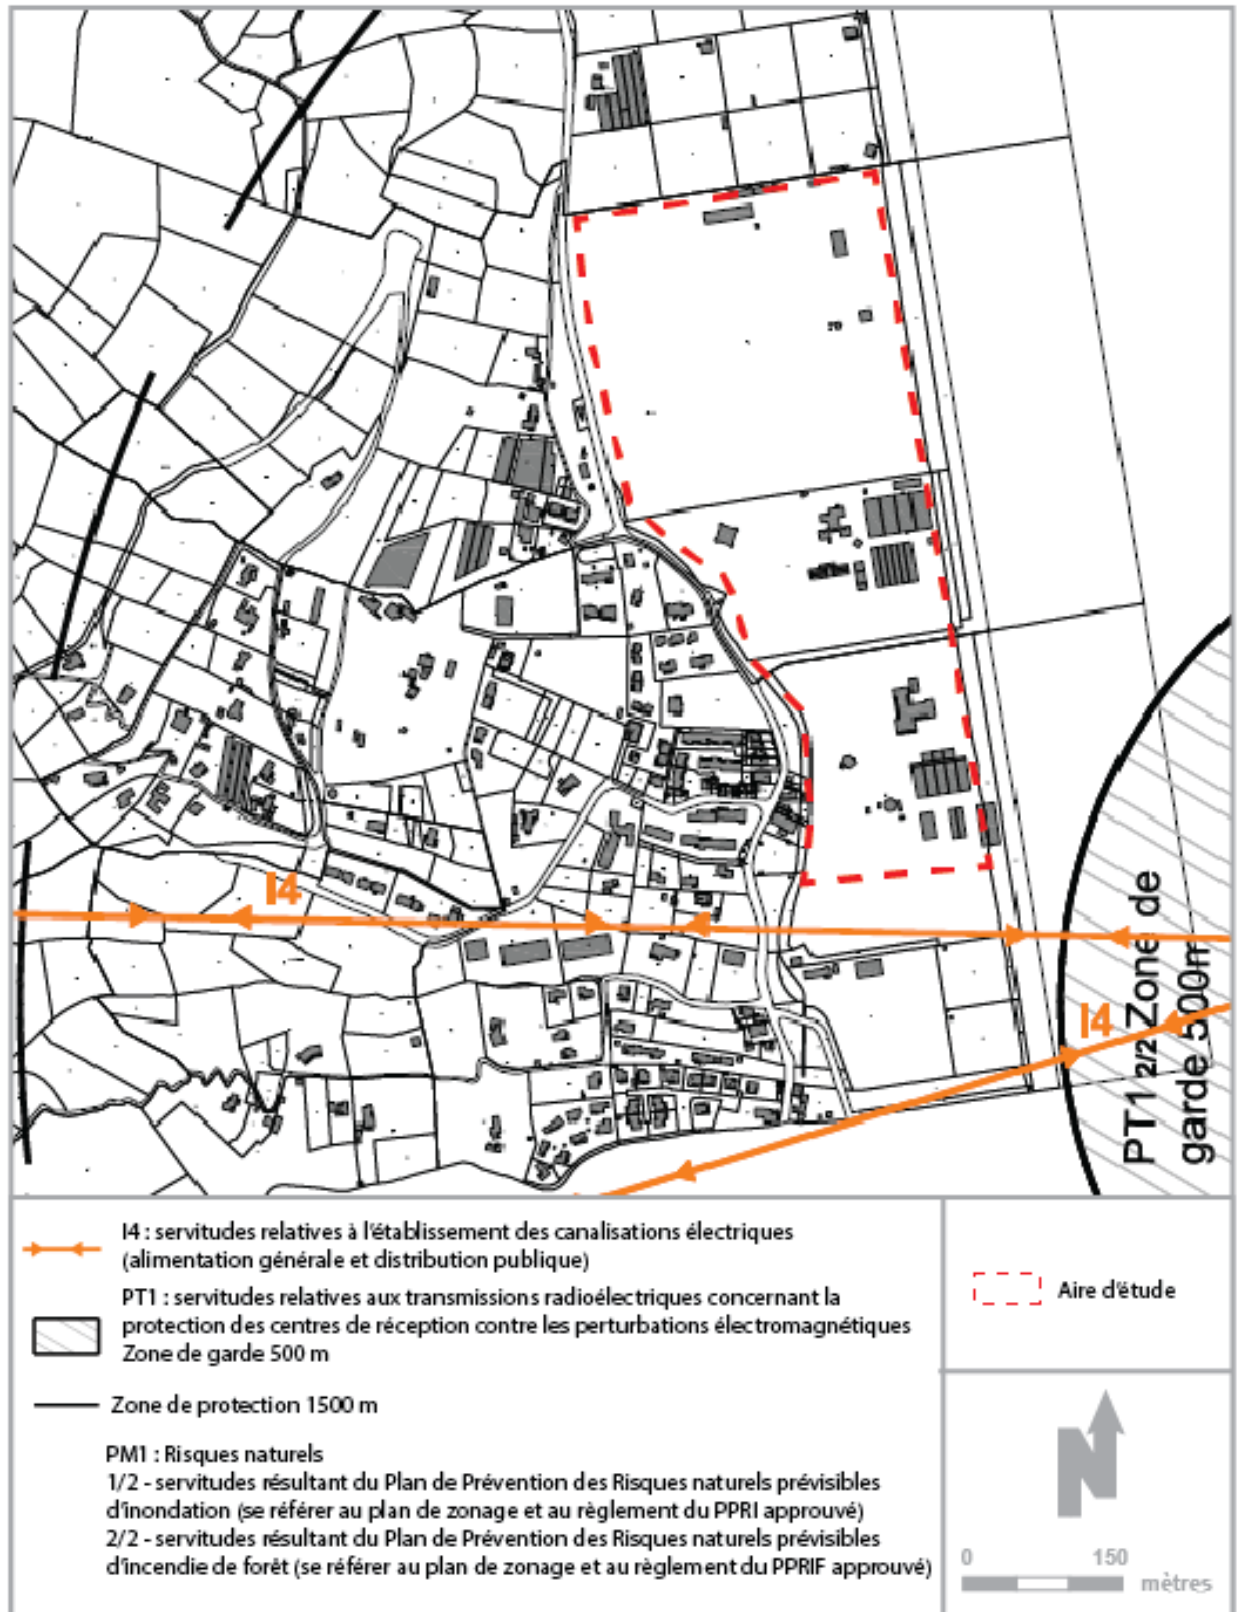 I4
I4
PT1 2/2 Zone de
garde 500m
I4 : servitudes relatives à l'établissement des canalisations électriques
(alimentation générale et distribution publique)
PT1 : servitudes relatives aux transmissions radioélectriques concernant la
protection des centres de réception contre les perturbations électromagnétiques
Zone de garde 500 m
Zone de protection 1500 m
PM1 : Risques naturels
1/2 - servitudes résultant du Plan de Prévention des Risques naturels prévisibles
d'inondation (se référer au plan de zonage et au règlement du PPRI approuvé)
2/2 - servitudes résultant du Plan de Prévention des Risques naturels prévisibles
d'incendie de forêt (se référer au plan de zonage et au règlement du PPRIF approuvé)
Aire d'étude
N
0 150
mètres